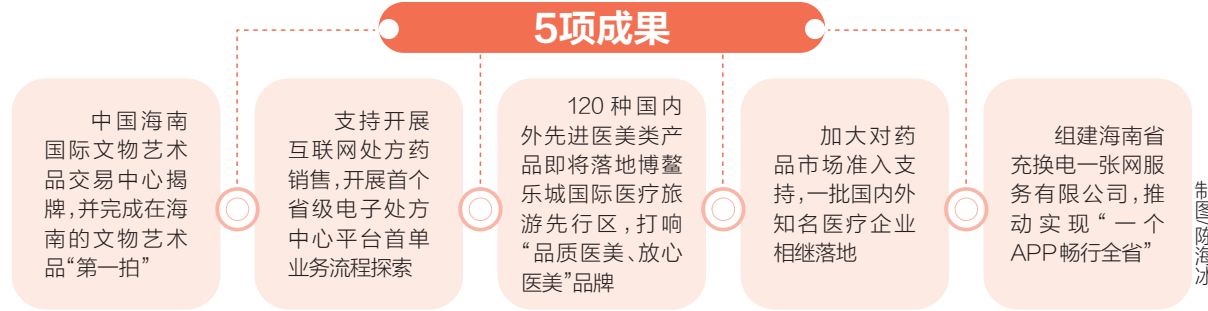 5项成果
中国海南
国际文物艺术
品交易中心揭
牌,并完成在海
南的文物艺术
品“第一拍”
支持开展
互联网处方药
销售,开展首个
省级电子处方
中心平台首单
业务流程探索
120种国内
外先进医美类产
品即将落地博鳌
乐城国际医疗旅
游先行区,打响
“品质医美、放心
医美”品牌
加大对药
品市场准入支
持,一批国内外
知名医疗企业
相继落地
组建海南省
充换电一张网服
务有限公司,推
动实现“一个
APP畅行全省”
制图/陈海冰